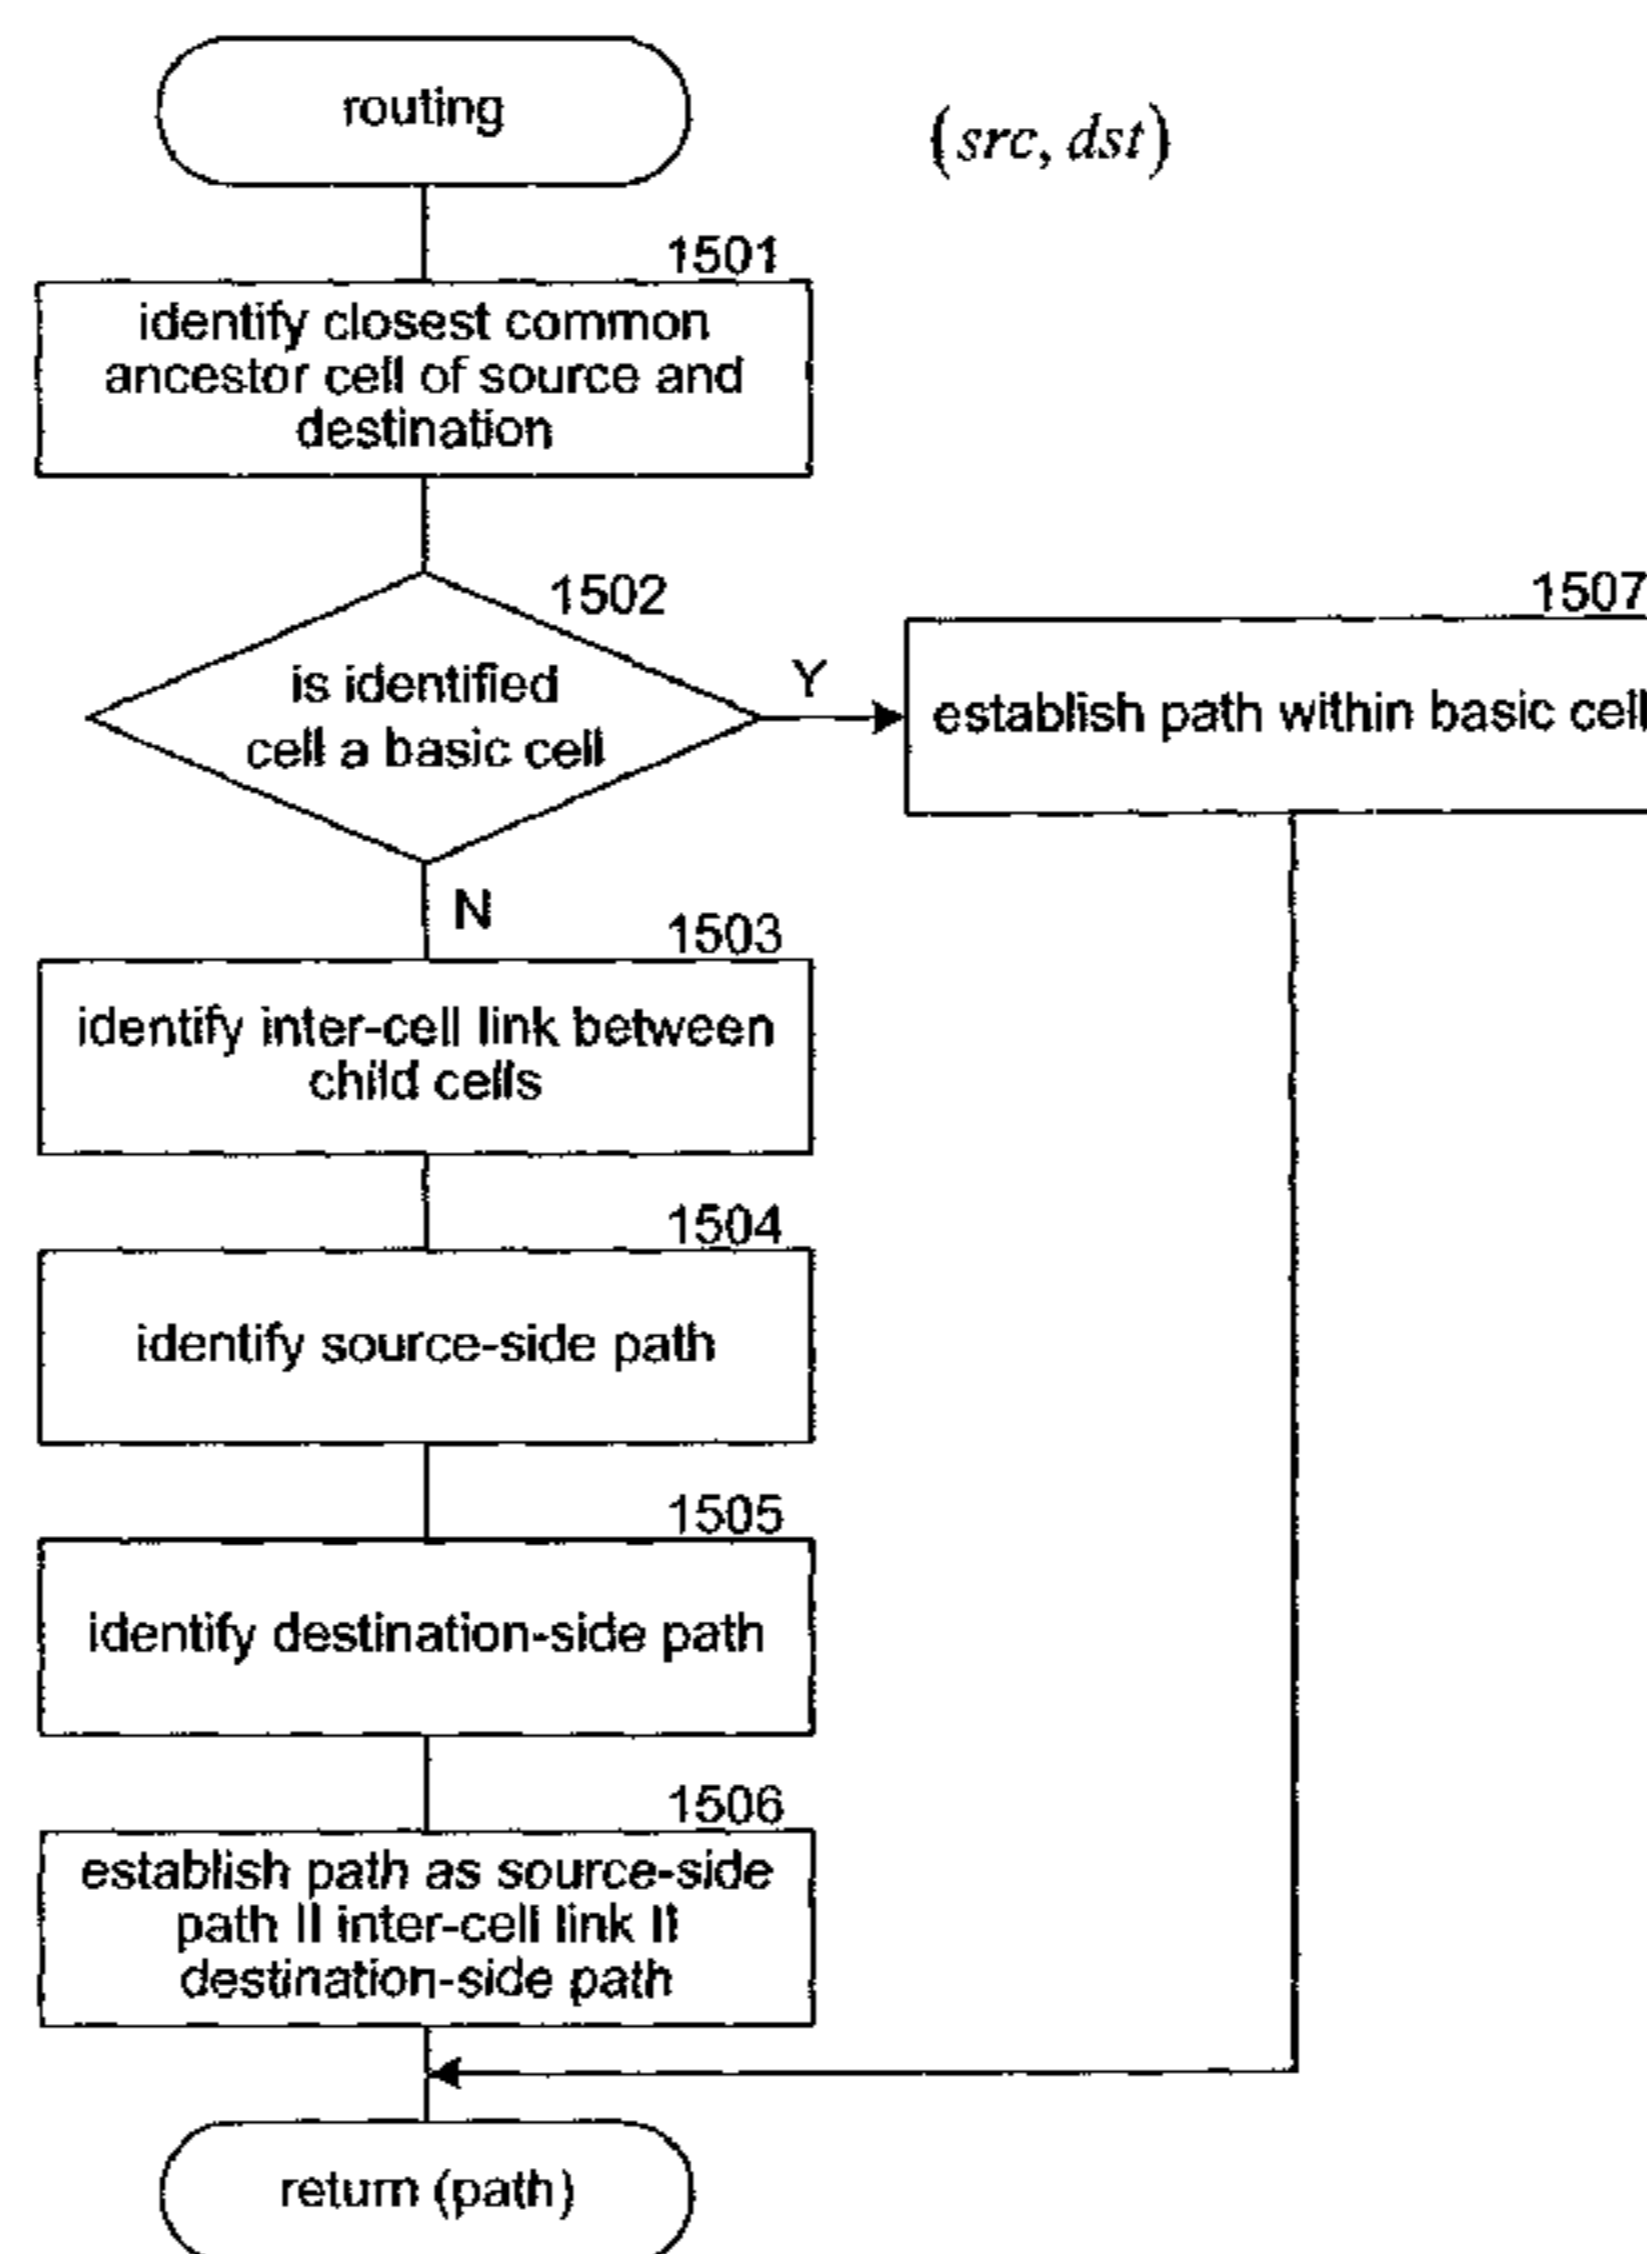 routing
(src, dst)
1501
identify closest common
ancestor cell of source and
destination
1502
is identified
cell a basic cell
Y
1507
establish path within basic cell
N
1503
identify inter-cell link between
child cells
1504
identify source-side path
1505
identify destination-side path
1506
establish path as source-side
path II inter-cell link II
destination-side path
return (path)